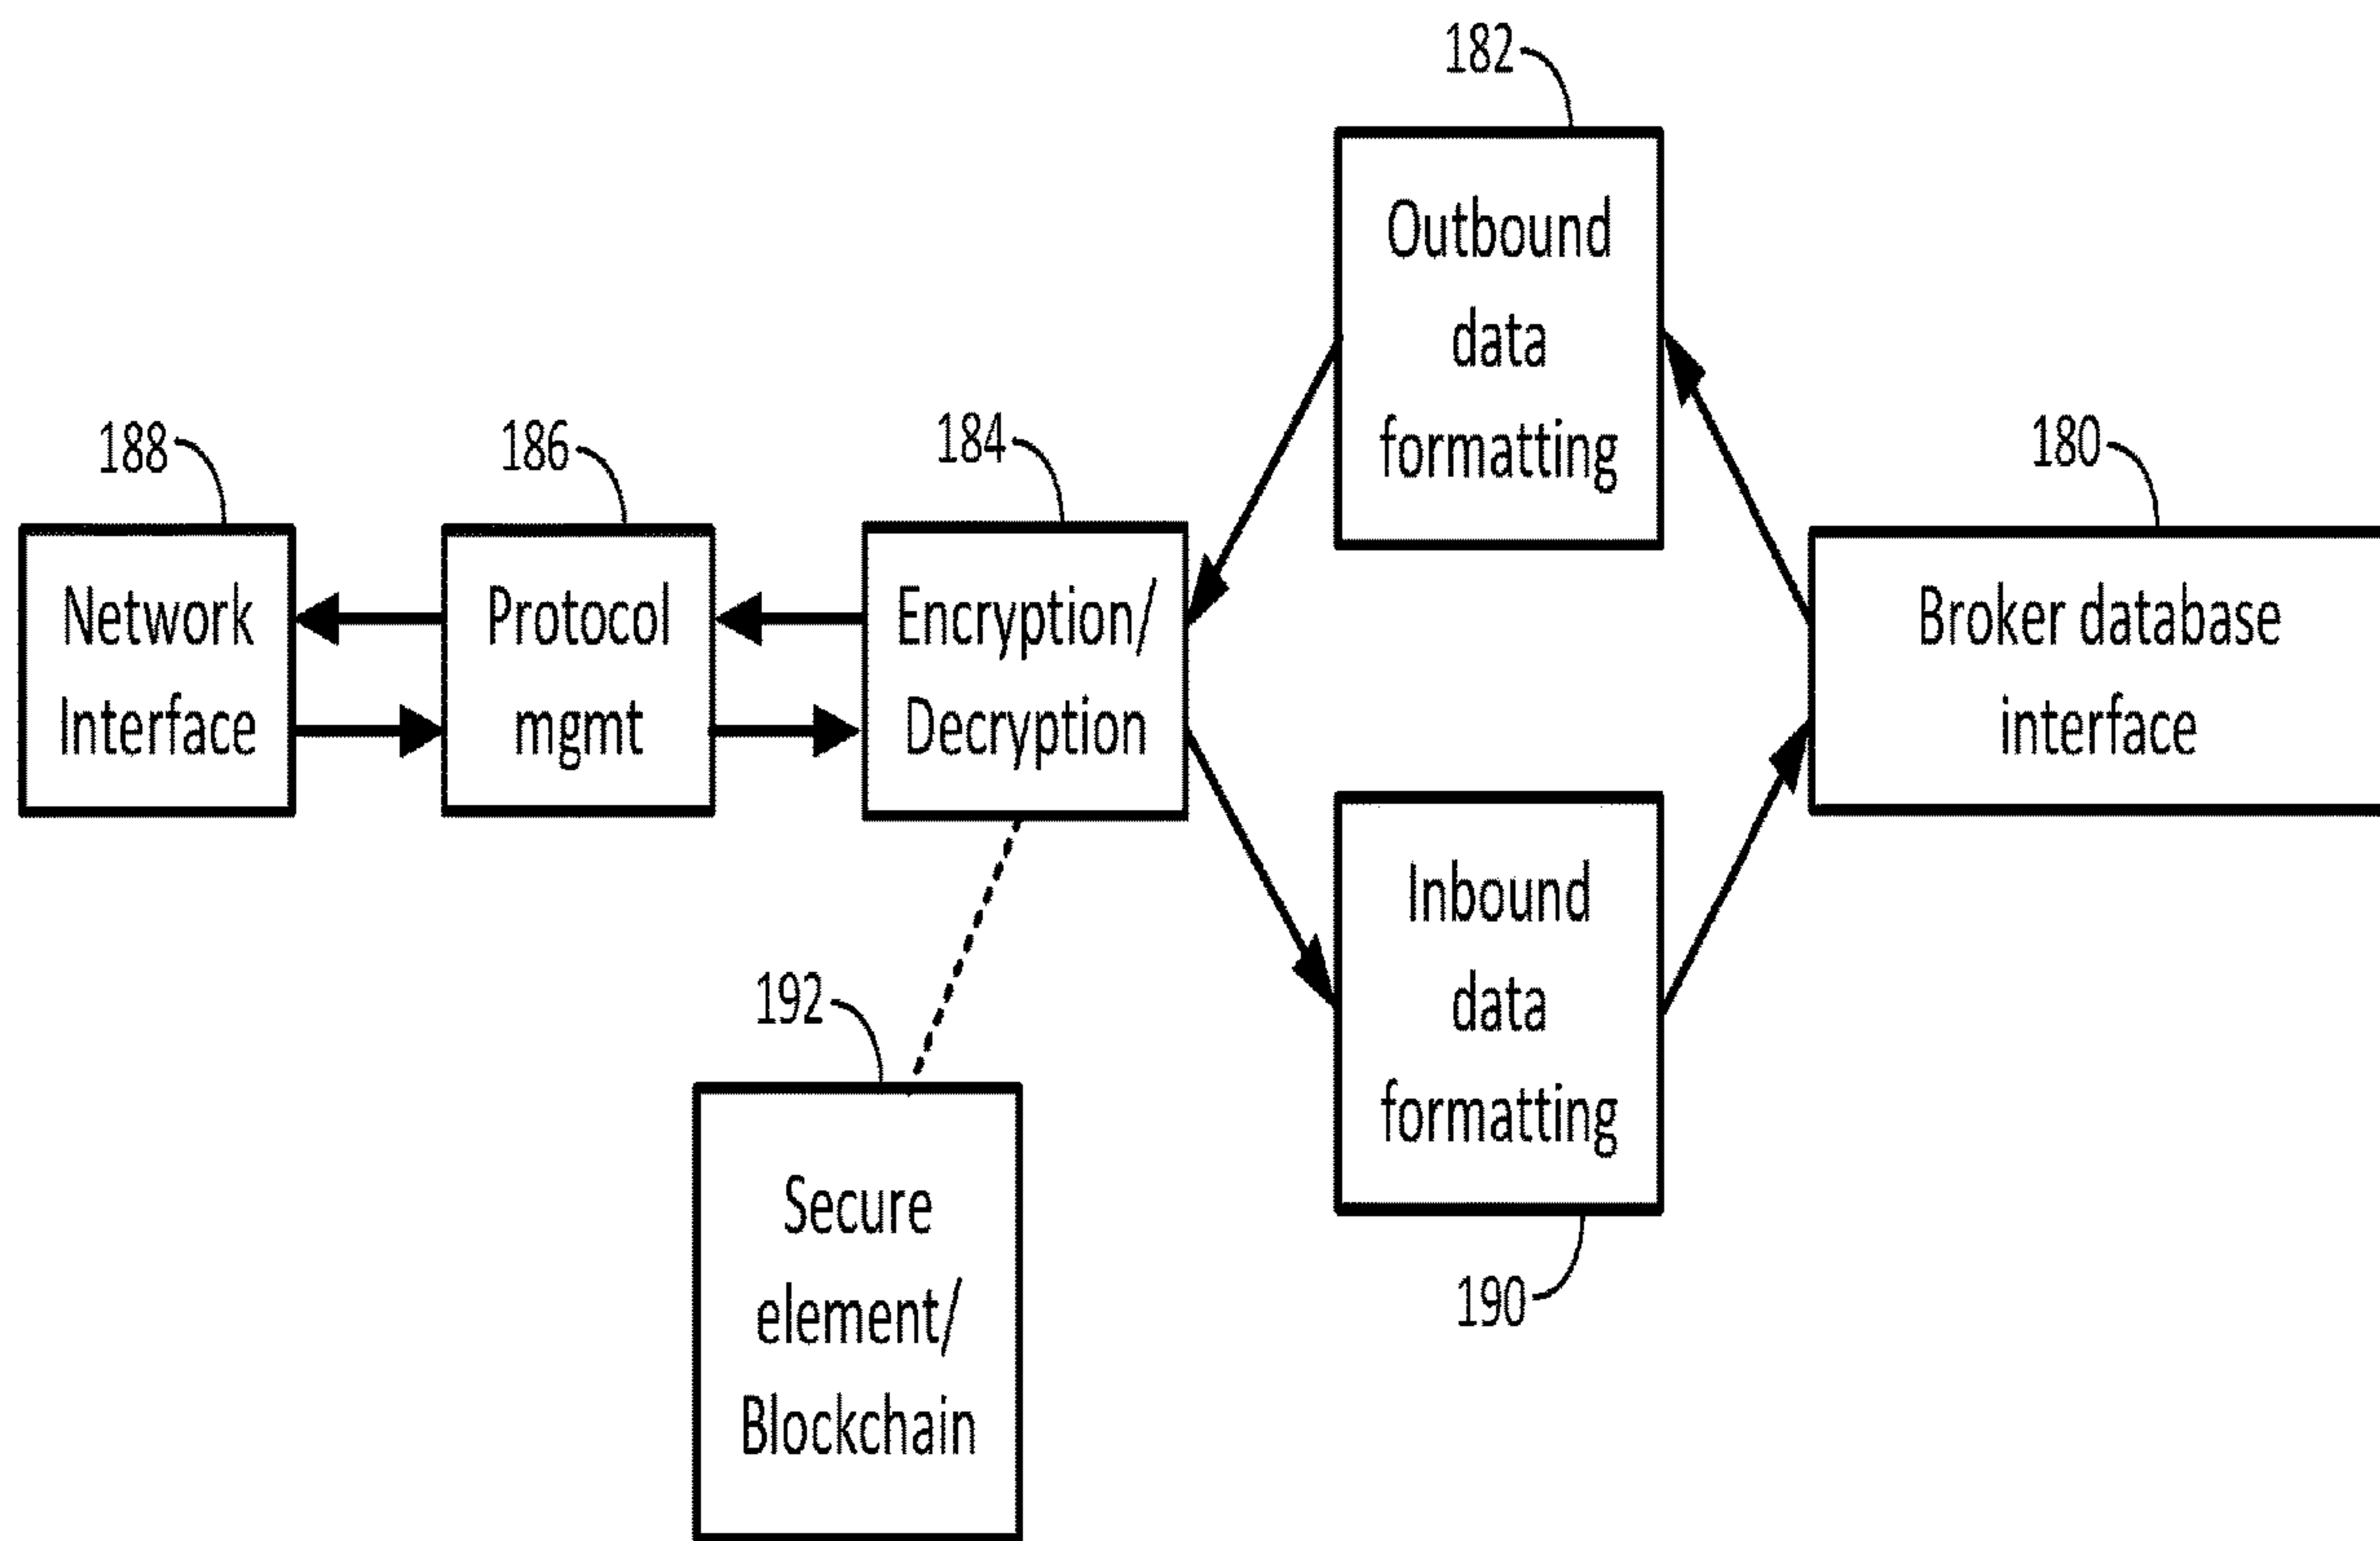 182
Outbound
data
formatting
188
186
184
180
Network
Interface
Protocol
mgmt
Encryption/
Decryption
Broker database
interface
Inbound
data
formatting
190
192
Secure
element/
Blockchain